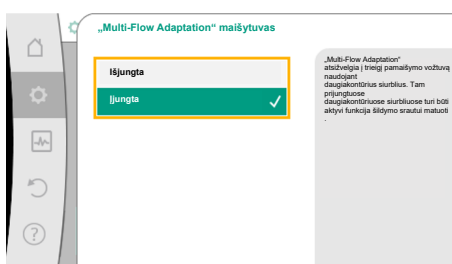 „Multi-Flow Adaptation“ maišytuvas
Išjungta
Įjungta
„Multi-Flow Adaptation“
atsižvelgia į trieigį pamaišymo vožtuvą
naudojant
daugiakontūrius siurblius. Tam
prijungtuose
daugiakontūriuose siurbliuose turi būti
aktyvi funkcija šildymo srautui matuoti
.
?